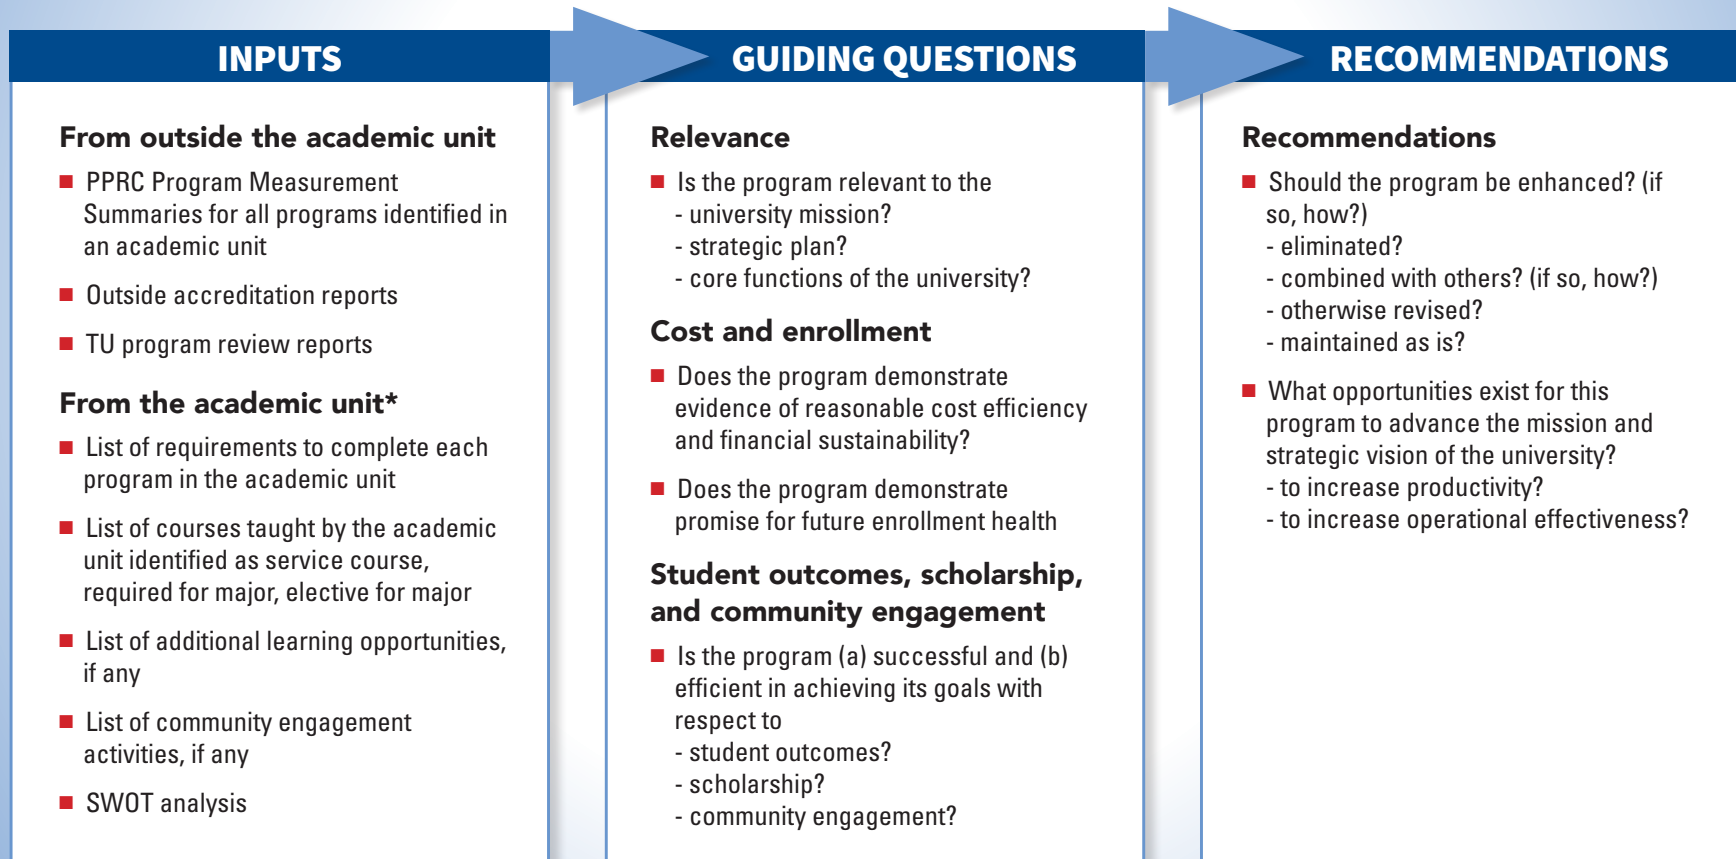 INPUTS
From outside the academic unit
■ PPRC Program Measurement
Summaries for all programs identified in
an academic unit
■ Outside accreditation reports
■ TU program review reports
From the academic unit*
■ List of requirements to complete each
program in the academic unit
■ List of courses taught by the academic
unit identified as service course,
required for major, elective for major
■ List of additional learning opportunities,
if any
■ List of community engagement
activities, if any
■ SWOT analysis
GUIDING QUESTIONS
Relevance
■ Is the program relevant to the
- university mission?
- strategic plan?
- core functions of the university?
Cost and enrollment
■ Does the program demonstrate
evidence of reasonable cost efficiency
and financial sustainability?
■ Does the program demonstrate
promise for future enrollment health
Student outcomes, scholarship,
and community engagement
■ Is the program (a) successful and (b)
efficient in achieving its goals with
respect to
- student outcomes?
- scholarship?
- community engagement?
RECOMMENDATIONS
Recommendations
■ Should the program be enhanced? (if
so, how?)
- eliminated?
- combined with others? (if so, how?)
- otherwise revised?
- maintained as is?
■ What opportunities exist for this
program to advance the mission and
strategic vision of the university?
- to increase productivity?
- to increase operational effectiveness?